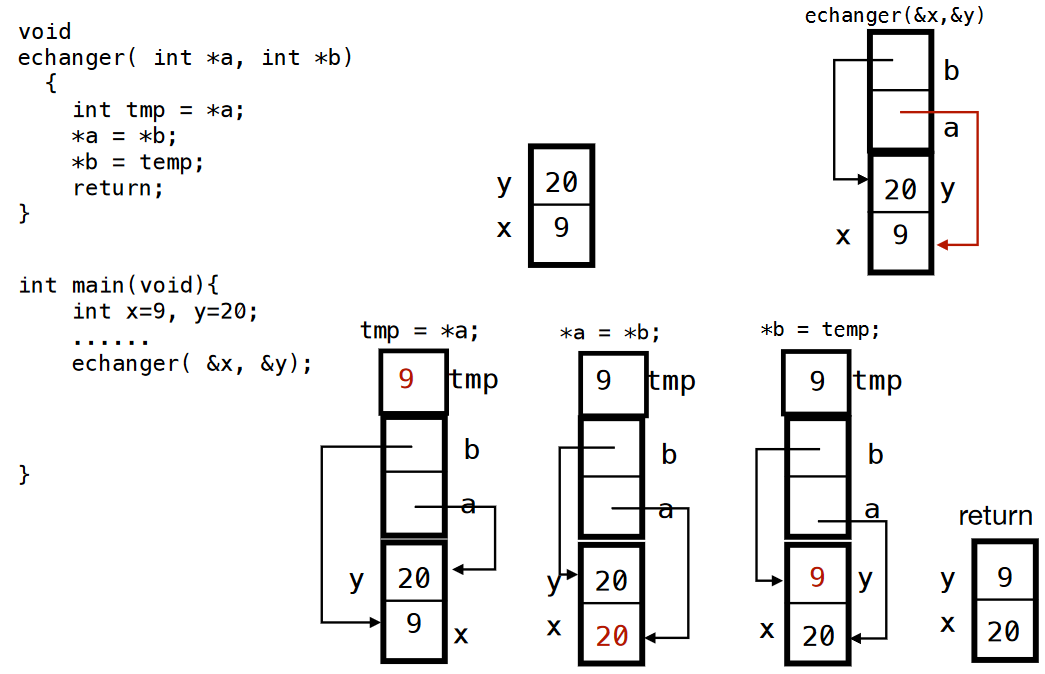 void
echanger( int *a, int *b)
{
int tmp = *a;
*a = *b;
*b = temp;
return;
}
int main(void){
int x=9, y=20;
......
echanger( &x, &y);
}
y 20
x 9
echanger(&x,&y)
b
a
20 y
x 9
tmp = *a;
9 tmp
b
a
y 20
9 x
*a = *b;
9 tmp
b
a
y 20
x 20
*b = temp;
9 tmp
b
a
9 y
x 20
return
y 9
x 20